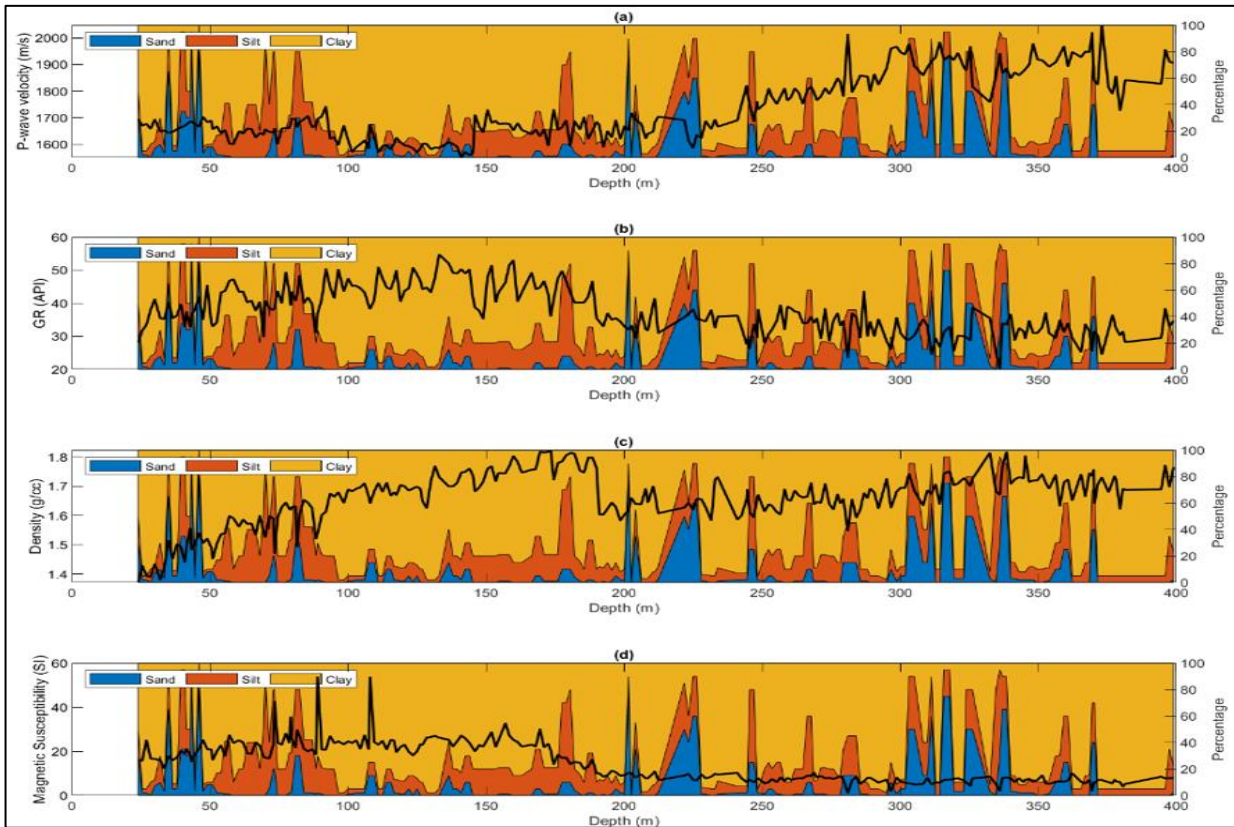 (a)
P-wave velocity (m/s)
2000
1900
1800
1700
1600
Sand Silt Clay
100
80
60
40
20
0
Percentage
0 50 100 150 200 250 300 350 400
Depth (m)
(b)
GR (API)
60
50
40
30
20
Sand Silt Clay
100
80
60
40
20
0
Percentage
0 50 100 150 200 250 300 350 400
Depth (m)
(c)
Density (g/cc)
1.8
1.7
1.6
1.5
1.4
Sand Silt Clay
100
80
60
40
20
0
Percentage
0 50 100 150 200 250 300 350 400
Depth (m)
(d)
Magnetic Susceptibility (SI)
60
40
20
0
Sand Silt Clay
100
80
60
40
20
0
Percentage
0 50 100 150 200 250 300 350 400
Depth (m)